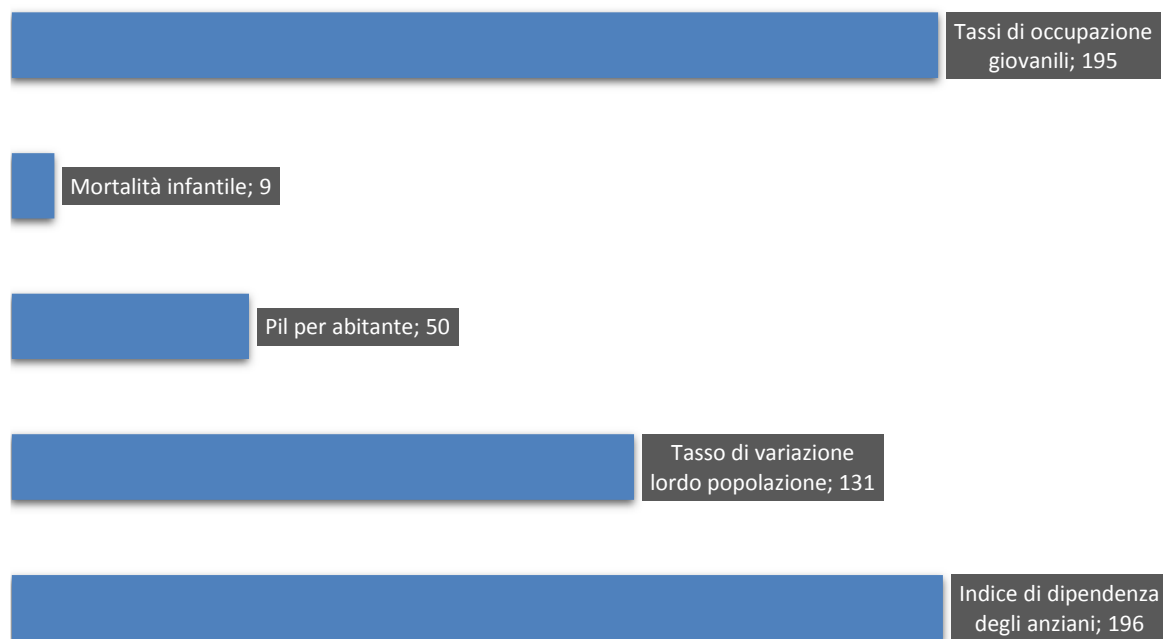 Tassi di occupazione
giovanili; 195
Mortalità infantile; 9
Pil per abitante; 50
Tasso di variazione
lordo popolazione; 131
Indice di dipendenza
degli anziani; 196